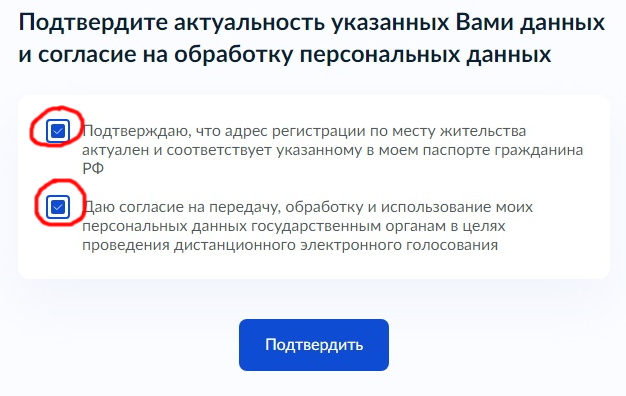 Подтвердите актуальность указанных Вами данных
и согласие на обработку персональных данных
Подтверждаю, что адрес регистрации по месту жительства
актуален и соответствует указанному в моем паспорте гражданина
РФ
Даю согласие на передачу, обработку и использование моих
персональных данных государственным органам в целях
проведения дистанционного электронного голосования
Подтвердить